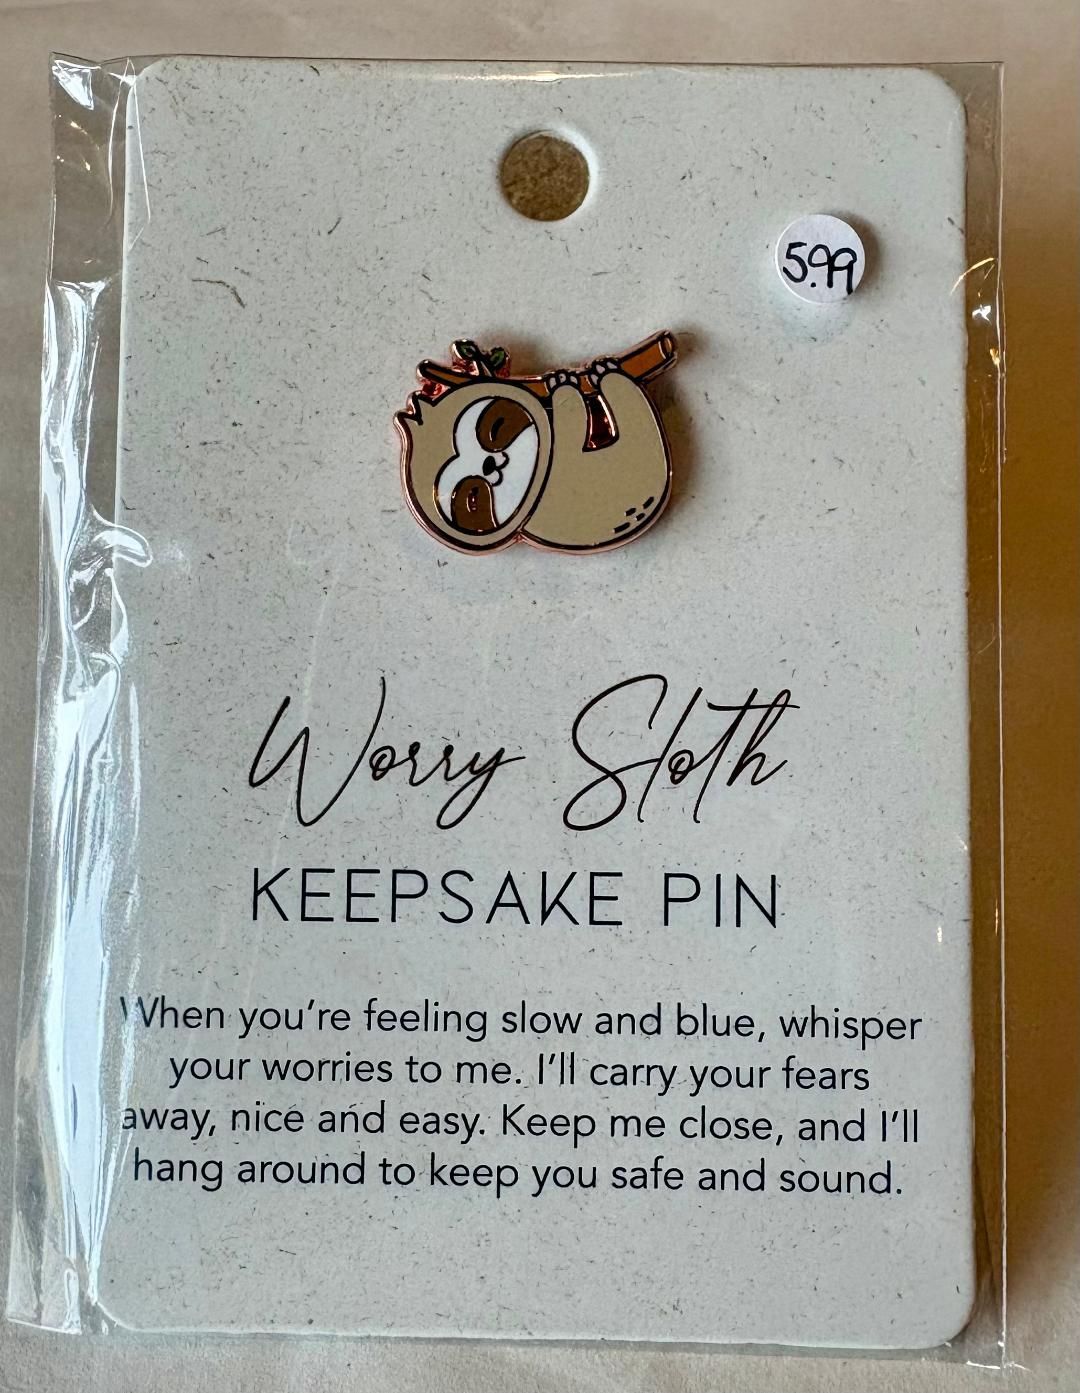 5.99
Worry Sloth
KEEPSAKE PIN
When you're feeling slow and blue, whisper
your worries to me. I'll carry your fears
away, nice and easy. Keep me close, and I'll
hang around to keep you safe and sound.